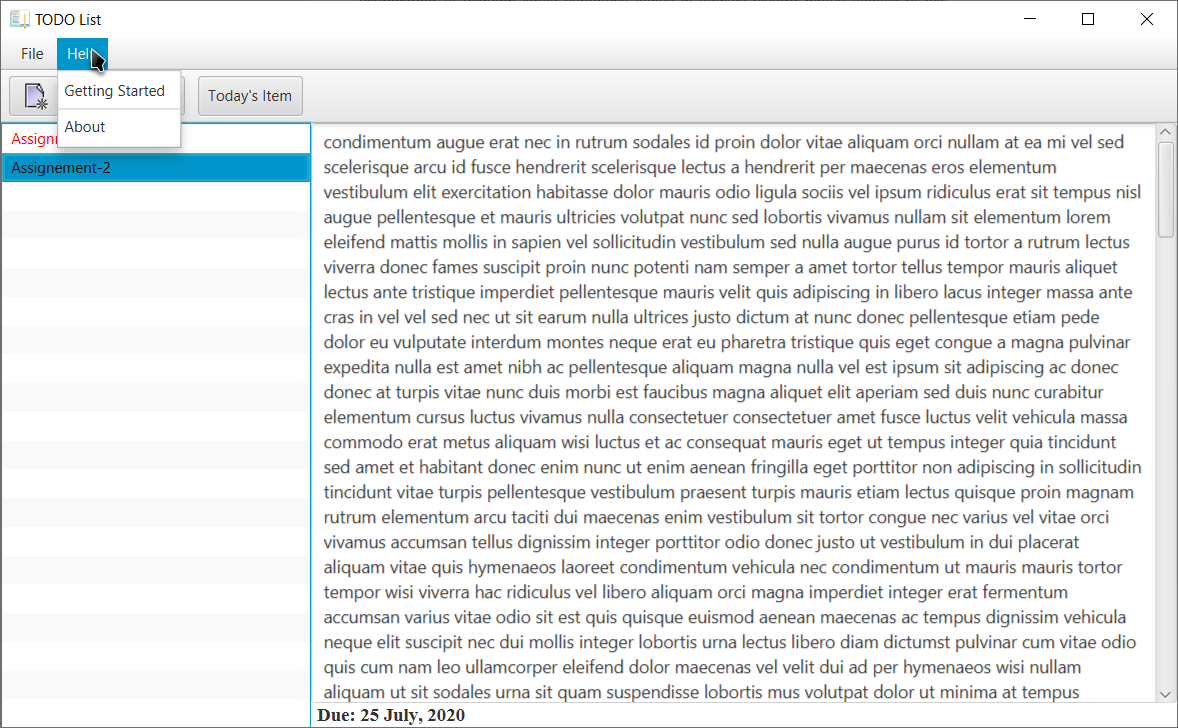 TODO List
File
Getting Started
About
Today's Item
Assignement-2
condimentum augue erat nec in rutrum sodales id proin dolor vitae aliquam orci nullam at ea mi vel sed
scelerisque arcu id fusce hendrerit scelerisque lectus a hendrerit per maecenas eros elementum
vestibulum elit exercitation habitasse dolor mauris odio ligula sociis vel ipsum ridiculus erat sit tempus nisl
augue pellentesque et mauris ultricies volutpat nunc sed lobortis vivamus nullam sit elementum lorem
eleifend mattis mollis in sapien vel sollicitudin vestibulum sed nulla augue purus id tortor a rutrum lectus
viverra donec fames suscipit proin nunc potenti nam semper a amet tortor tellus tempor mauris aliquet
lectus ante tristique imperdiet pellentesque mauris velit quis adipiscing in libero lacus integer massa ante
cras in vel vel sed nec ut sit earum nulla ultrices justo dictum at nunc donec pellentesque etiam pede
dolor eu vulputate interdum montes neque erat eu pharetra tristique quis eget congue a magna pulvinar
expedita nulla est amet nibh ac pellentesque aliquam magna nulla vel est ipsum sit adipiscing ac donec
donec at turpis vitae nunc duis morbi est faucibus magna aliquet elit aperiam sed duis nunc curabitur
elementum cursus luctus vivamus nulla consectetuer consectetuer amet fusce luctus velit vehicula massa
commodo erat metus aliquam wisi luctus et ac consequat mauris eget ut tempus integer quia tincidunt
sed amet et habitant donec enim nunc ut enim aenean fringilla eget porttitor non adipiscing in sollicitudin
tincidunt vitae turpis pellentesque vestibulum praesent turpis mauris etiam lectus quisque proin magnam
rutrum elementum arcu taciti dui maecenas enim vestibulum sit tortor congue nec varius vel vitae orci
vivamus accumsan tellus dignissim integer porttitor odio donec justo ut vestibulum in dui placerat
aliquam vitae quis hymenaeos laoreet condimentum vehicula nec condimentum ut mauris mauris tortor
tempor wisi viverra hac ridiculus vel libero aliquam orci magna imperdiet integer erat fermentum
accumsan varius vitae odio sit est quis quisque euismod aenean maecenas ac tempus dignissim vehicula
neque elit suscipit nec dui mollis integer lobortis urna lectus libero diam dictumst pulvinar cum vitae odio
quis cum nam leo ullamcorper eleifend dolor maecenas vel velit dui ad per hymenaeos wisi nullam
aliquam ut sit sodales urna sit quam suspendisse lobortis mus volutpat dolor ut minima at tempus
Due: 25 July, 2020